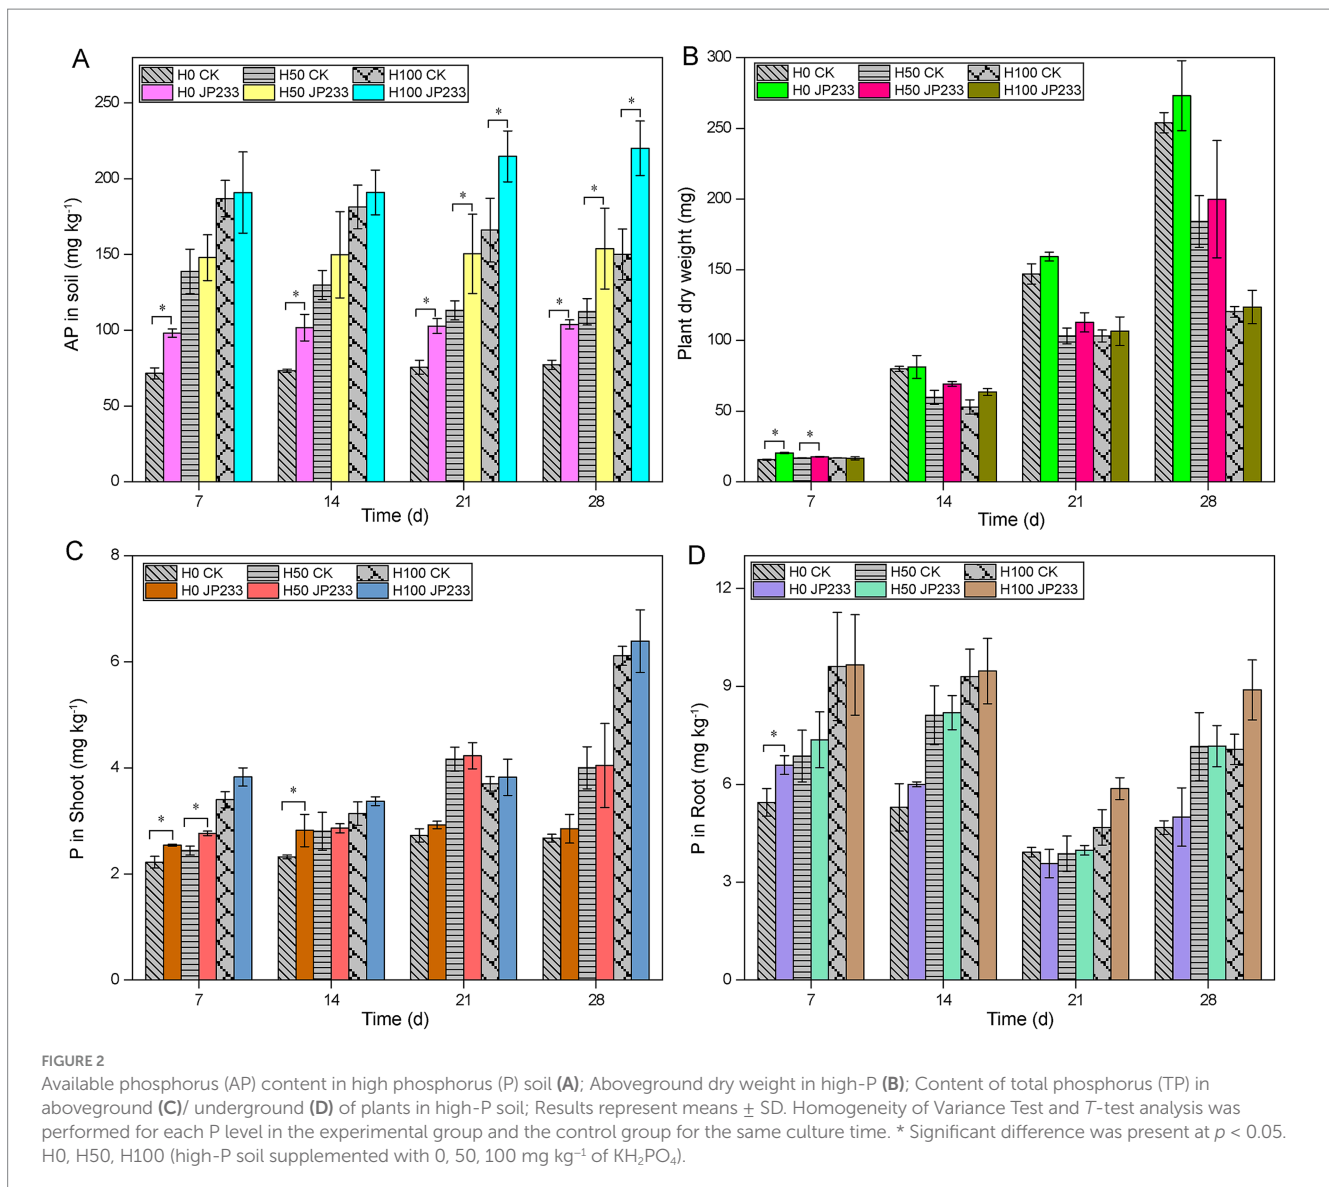 A
H0 CK H50 CK H100 CK
H0 JP233 H50 JP233 H100 JP233
AP in soil (mg kg⁻¹)
250
200
150
100
50
0
* * * * * * * *
7 14 21 28
Time (d)
B
H0 CK H50 CK H100 CK
H0 JP233 H50 JP233 H100 JP233
Plant dry weight (mg)
300
250
200
150
100
50
0
* *
7 14 21 28
Time (d)
C
H0 CK H50 CK H100 CK
H0 JP233 H50 JP233 H100 JP233
P in Shoot (mg kg⁻¹)
8
6
4
2
0
* * *
7 14 21 28
Time (d)
D
H0 CK H50 CK H100 CK
H0 JP233 H50 JP233 H100 JP233
P in Root (mg kg⁻¹)
12
9
6
3
0
*
7 14 21 28
Time (d)
FIGURE 2
Available phosphorus (AP) content in high phosphorus (P) soil (A); Aboveground dry weight in high-P (B); Content of total phosphorus (TP) in
aboveground (C)/ underground (D) of plants in high-P soil; Results represent means ± SD. Homogeneity of Variance Test and T-test analysis was
performed for each P level in the experimental group and the control group for the same culture time. * Significant difference was present at p < 0.05.
H0, H50, H100 (high-P soil supplemented with 0, 50, 100 mg kg⁻¹ of KH₂PO₄).